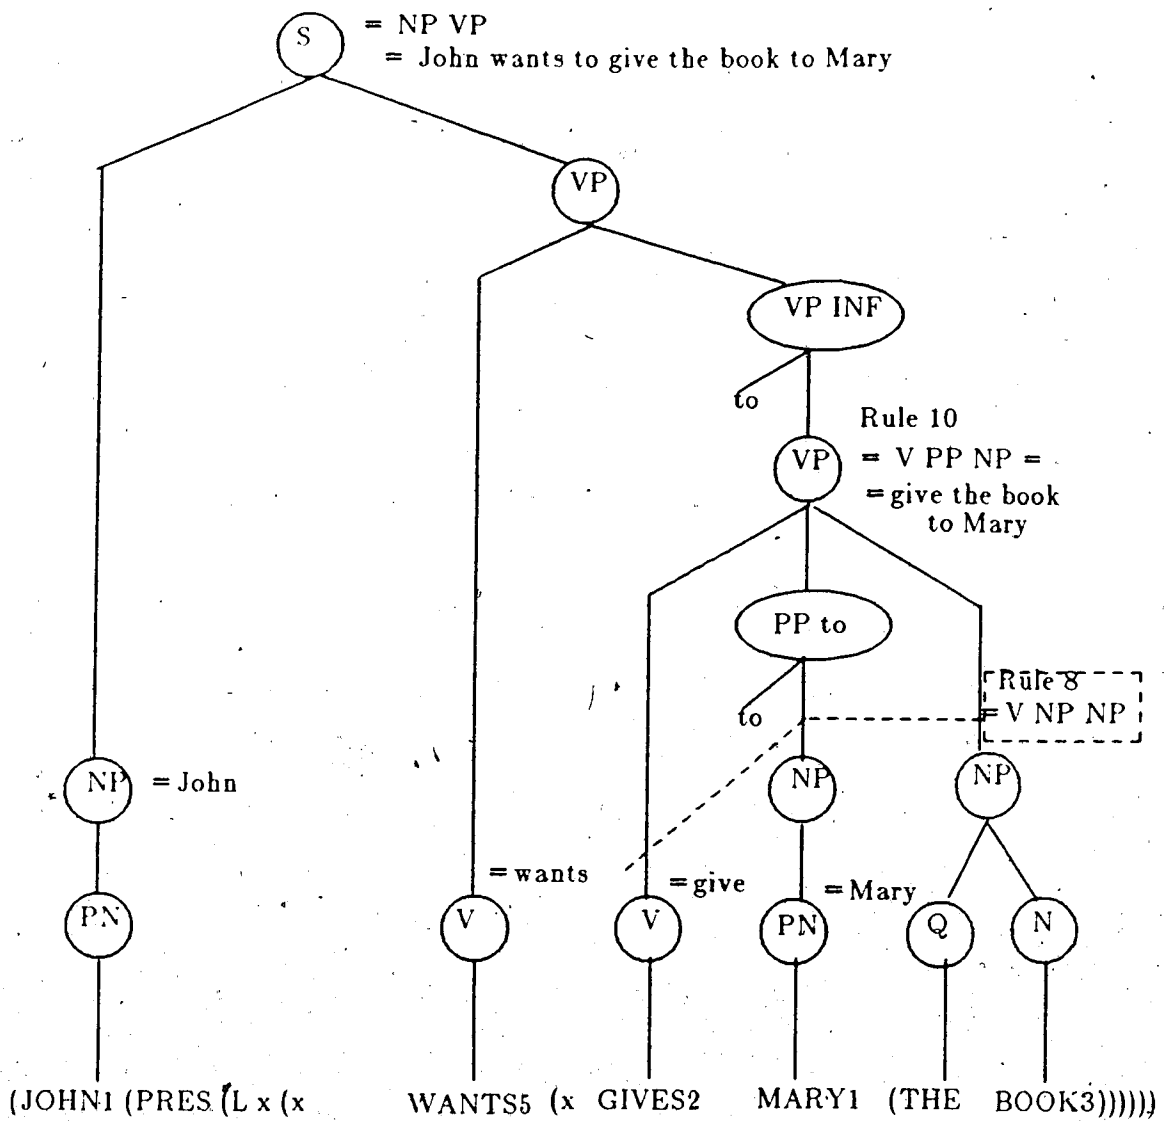 S
= NP VP
= John wants to give the book to Mary
VP
VP INF
to
Rule 10
VP
= V PP NP =
= give the book
to Mary
PP to
Rule 8
= V NP NP
to
NP
= John
NP
NP
= wants
= give
= Mary
PN
V
V
PN
Q
N
(JOHN1 (PRES (L x (x WANTS5 (x GIVES2 MARY1 (THE BOOK3))))))